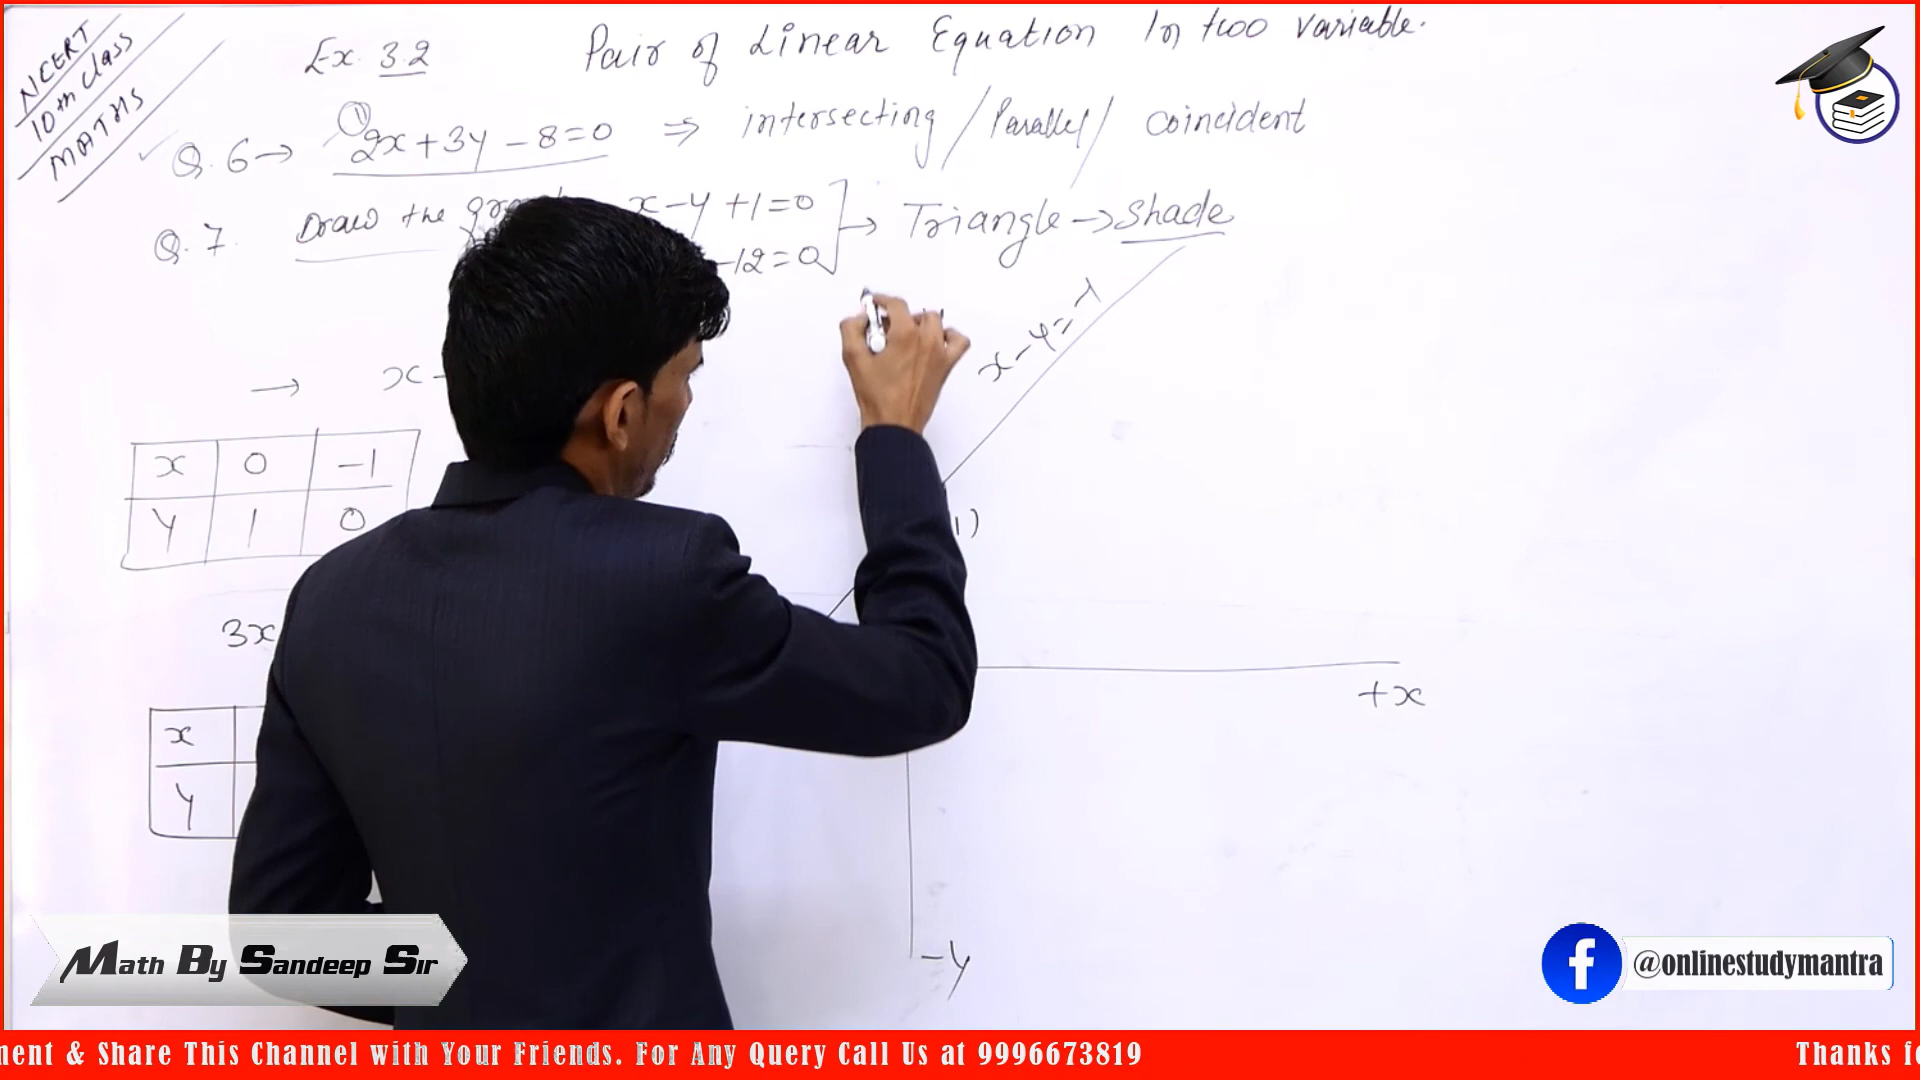 NCERT
10th class
MATHS
Ex. 3.2
Pair of Linear Equation In two variable.
Q.6→ ① 2x+3y-8=0 ⇒ intersecting / Parallel / coincident
Q.7. Draw the x-y+1=0
-12=0 → Triangle → Shade
x-y=-1
→ x-
x 0 -1
y 1 0
1)
3x
+x
x
y
-y
Math By Sandeep Sir
@onlinestudymantra
& Share This Channel with Your Friends. For Any Query Call Us at 9996673819
Thanks